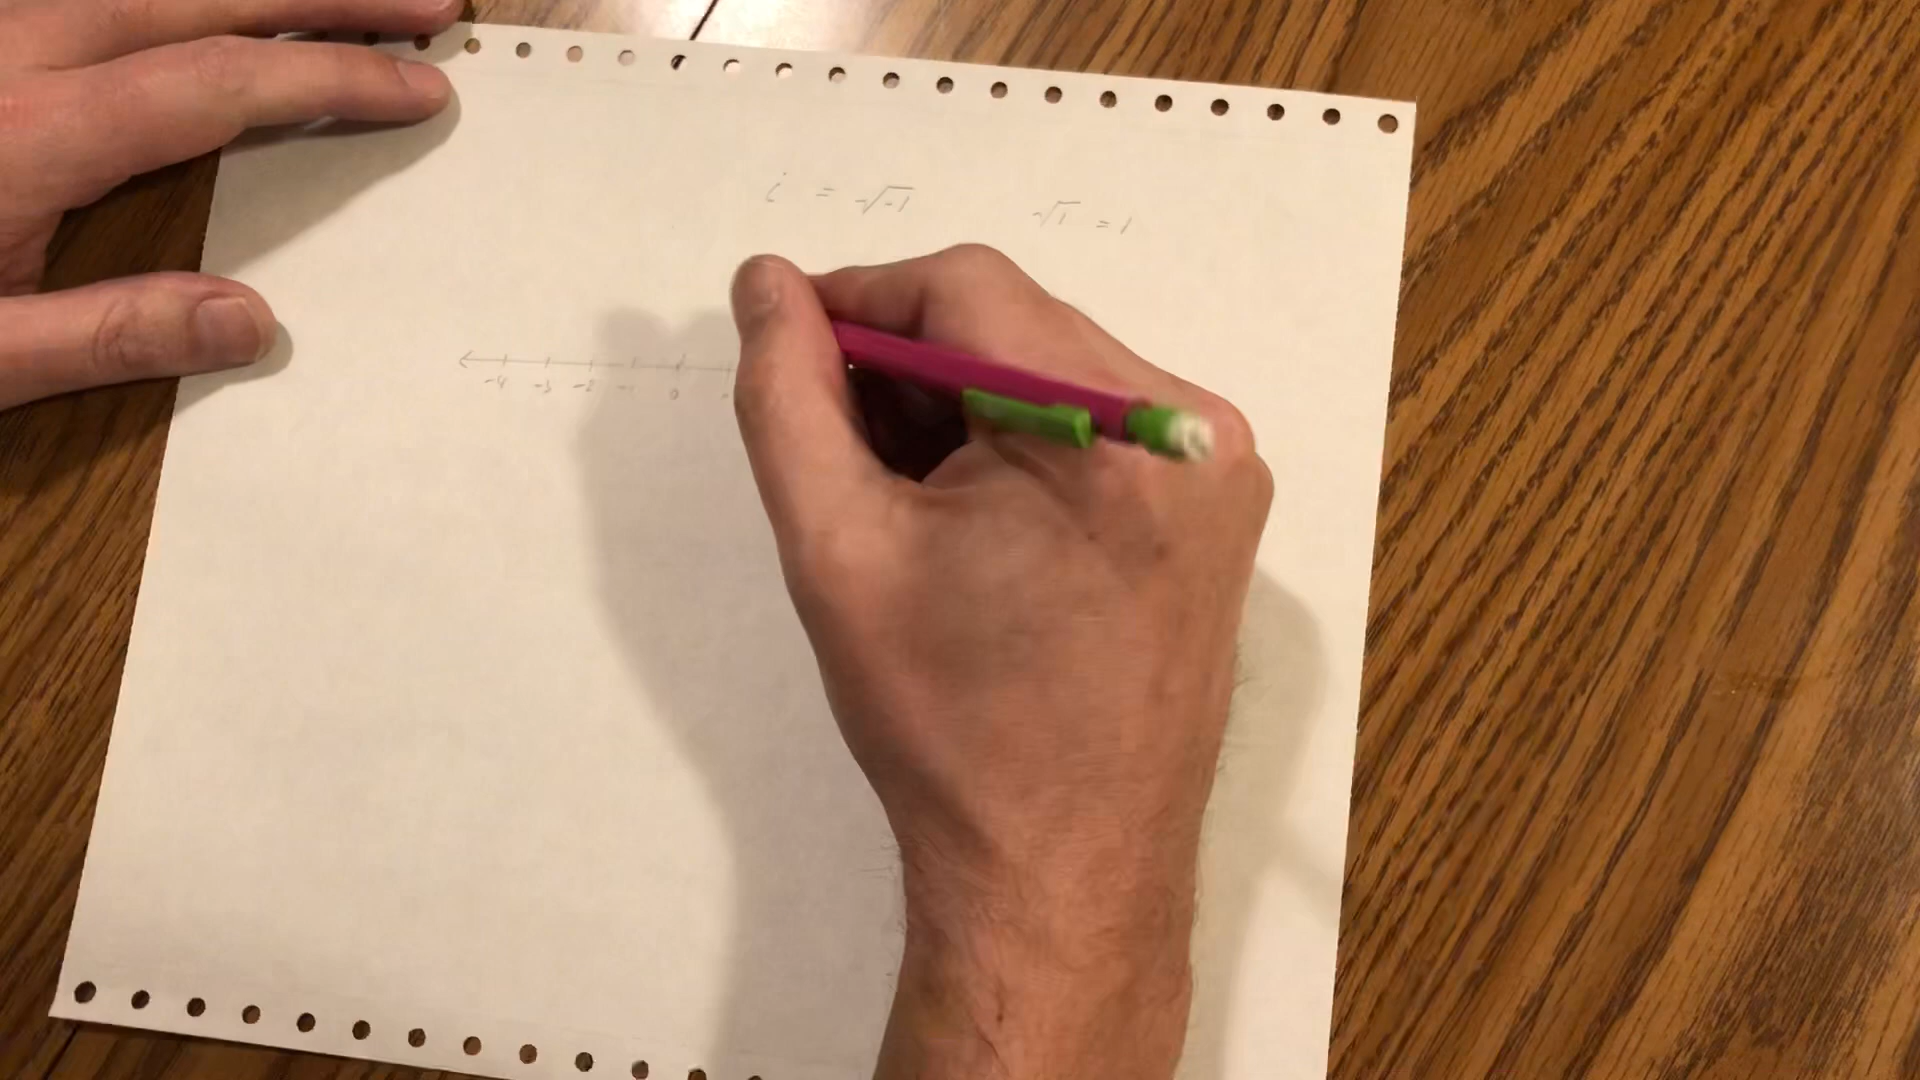 i = √-1 √1 = 1
-4 -3 -2 -1 0